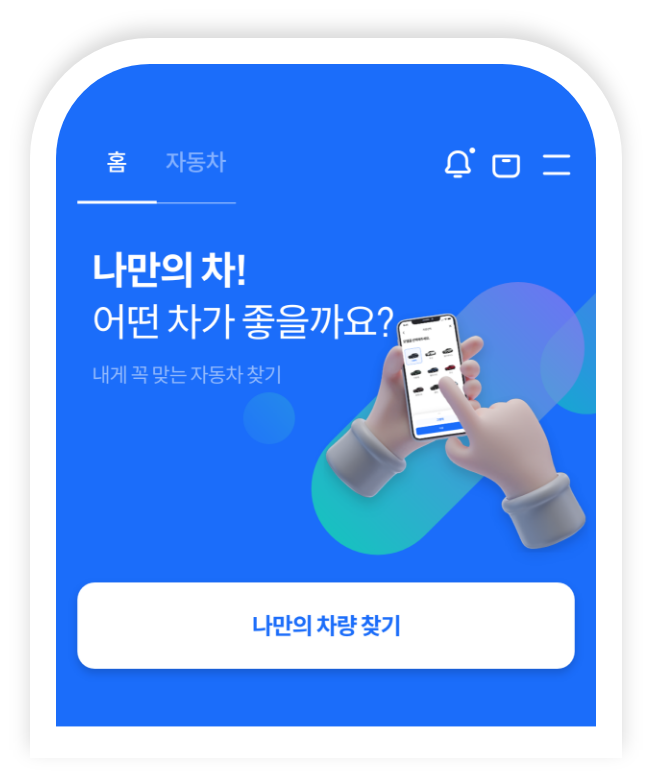 홈 자동차
나만의 차!
어떤 차가 좋을까요?
내게 꼭 맞는 자동차 찾기
나만의 차량 찾기